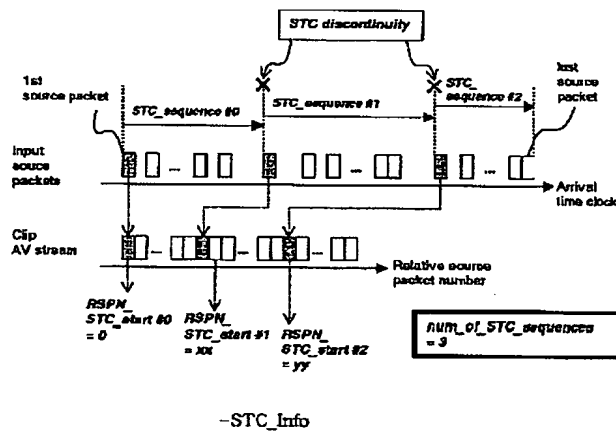 STC discontinuity
1st
source packet
STC_sequence #0
STC_sequence #1
STC_
sequence #2
last
source
packet
Input
souce
packets
Arrival
time clock
Clip
AV stream
Relative source
packet number
RSPN_
STC_start #0
= 0
RSPN_
STC_start #1
= xx
RSPN_
STC_start #2
= yy
num_of_STC_sequences
= 3
–STC_Info